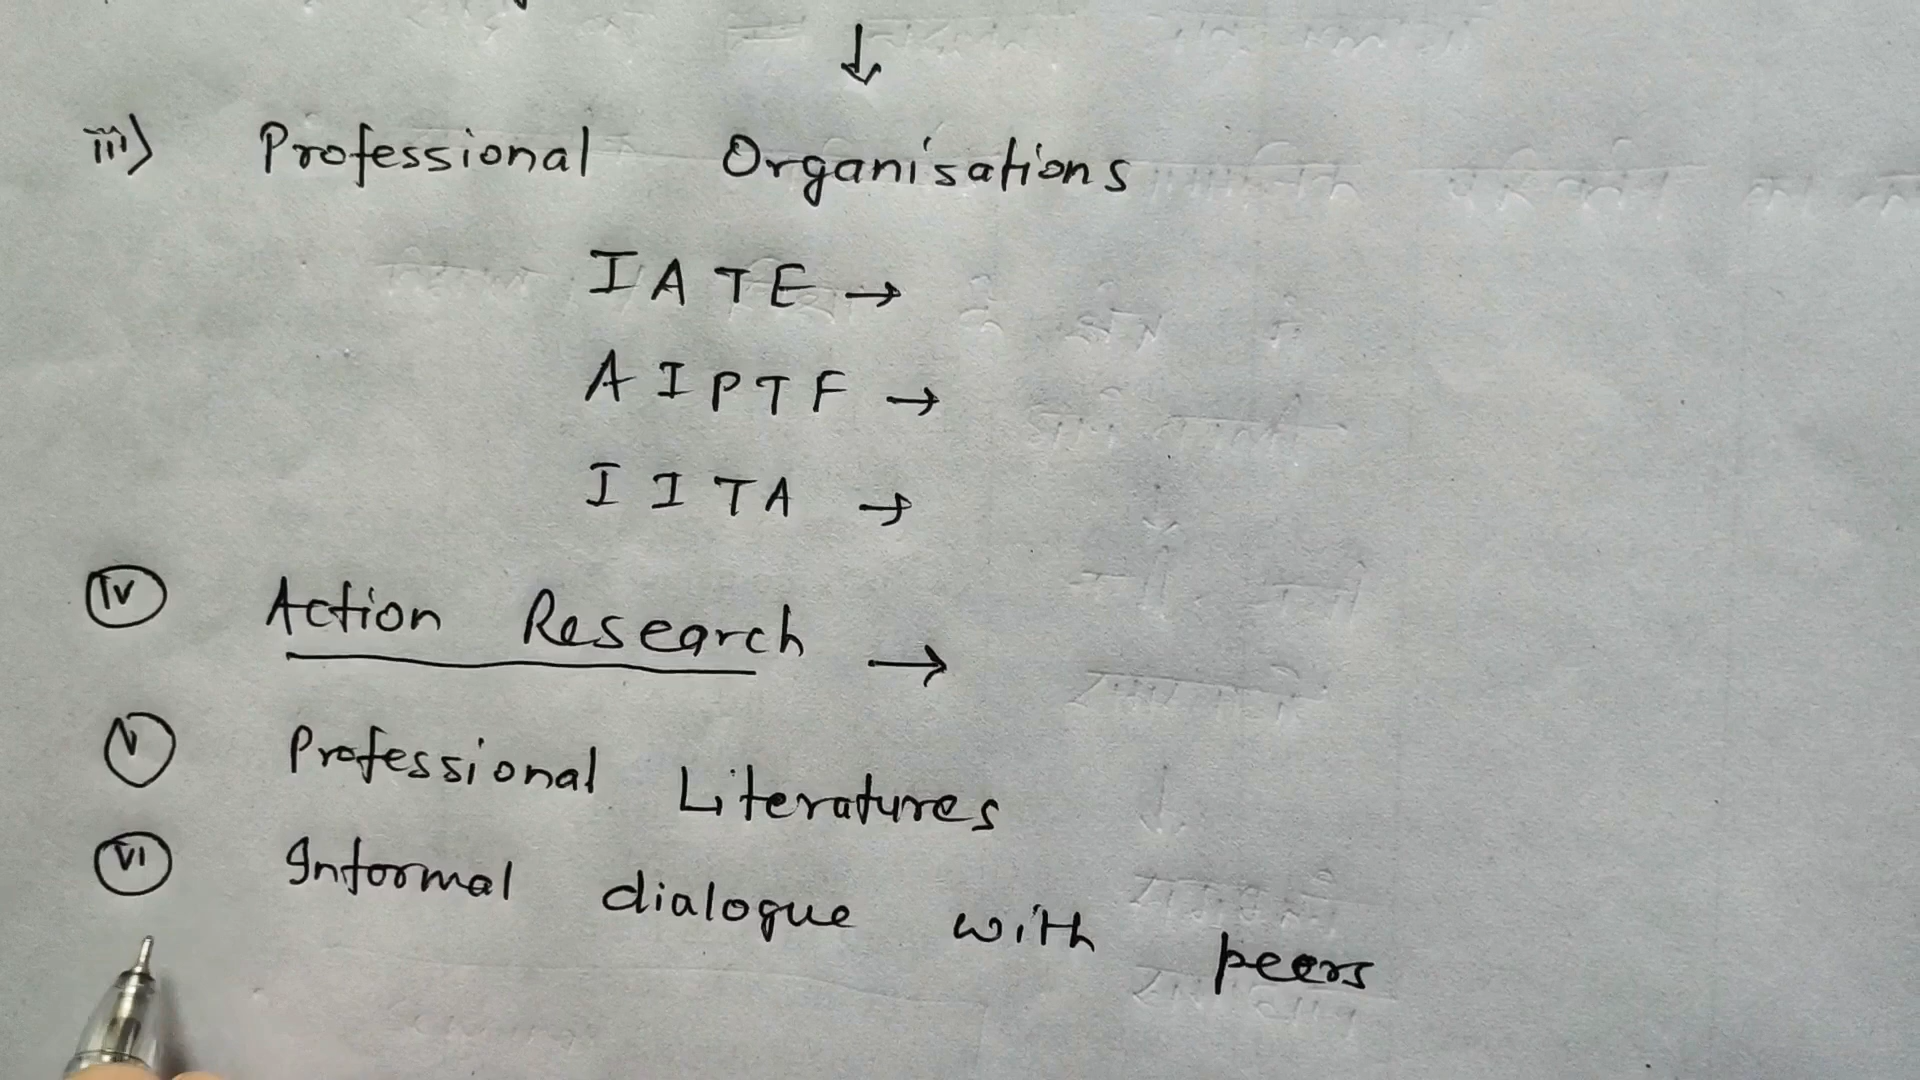 ↓
iii) Professional Organisations
IATE →
AIPTF →
IITA →
iv Action Research →
v Professional Literatures
vi Informal dialogue with peers